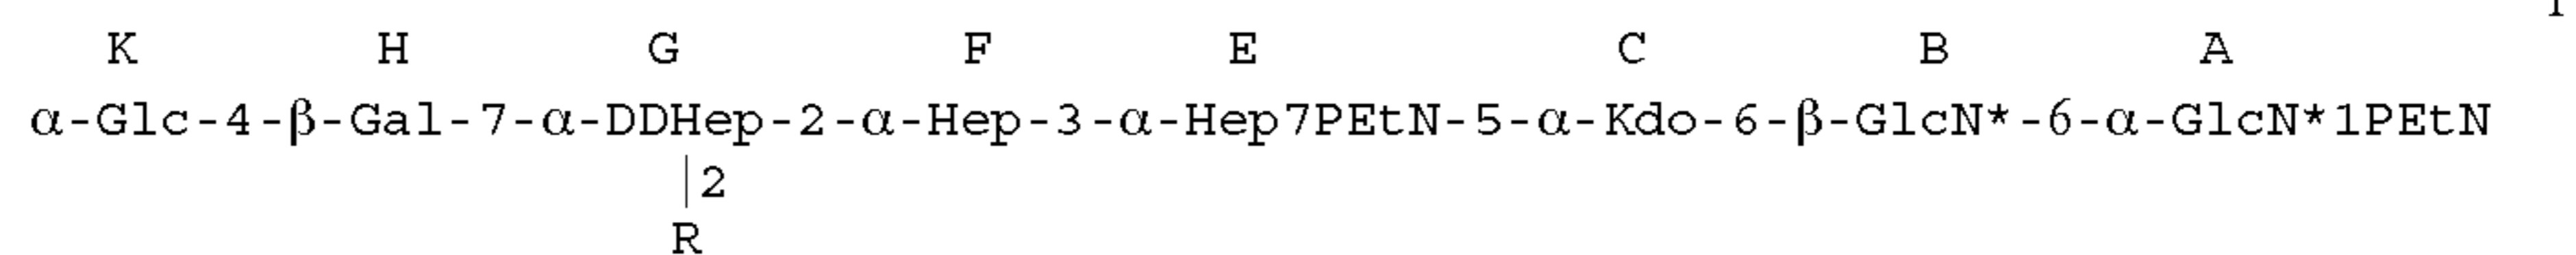 K H G F E C B A
α-Glc-4-β-Gal-7-α-DDHep-2-α-Hep-3-α-Hep7PEtN-5-α-Kdo-6-β-GlcN*-6-α-GlcN*1PEtN
|2
R